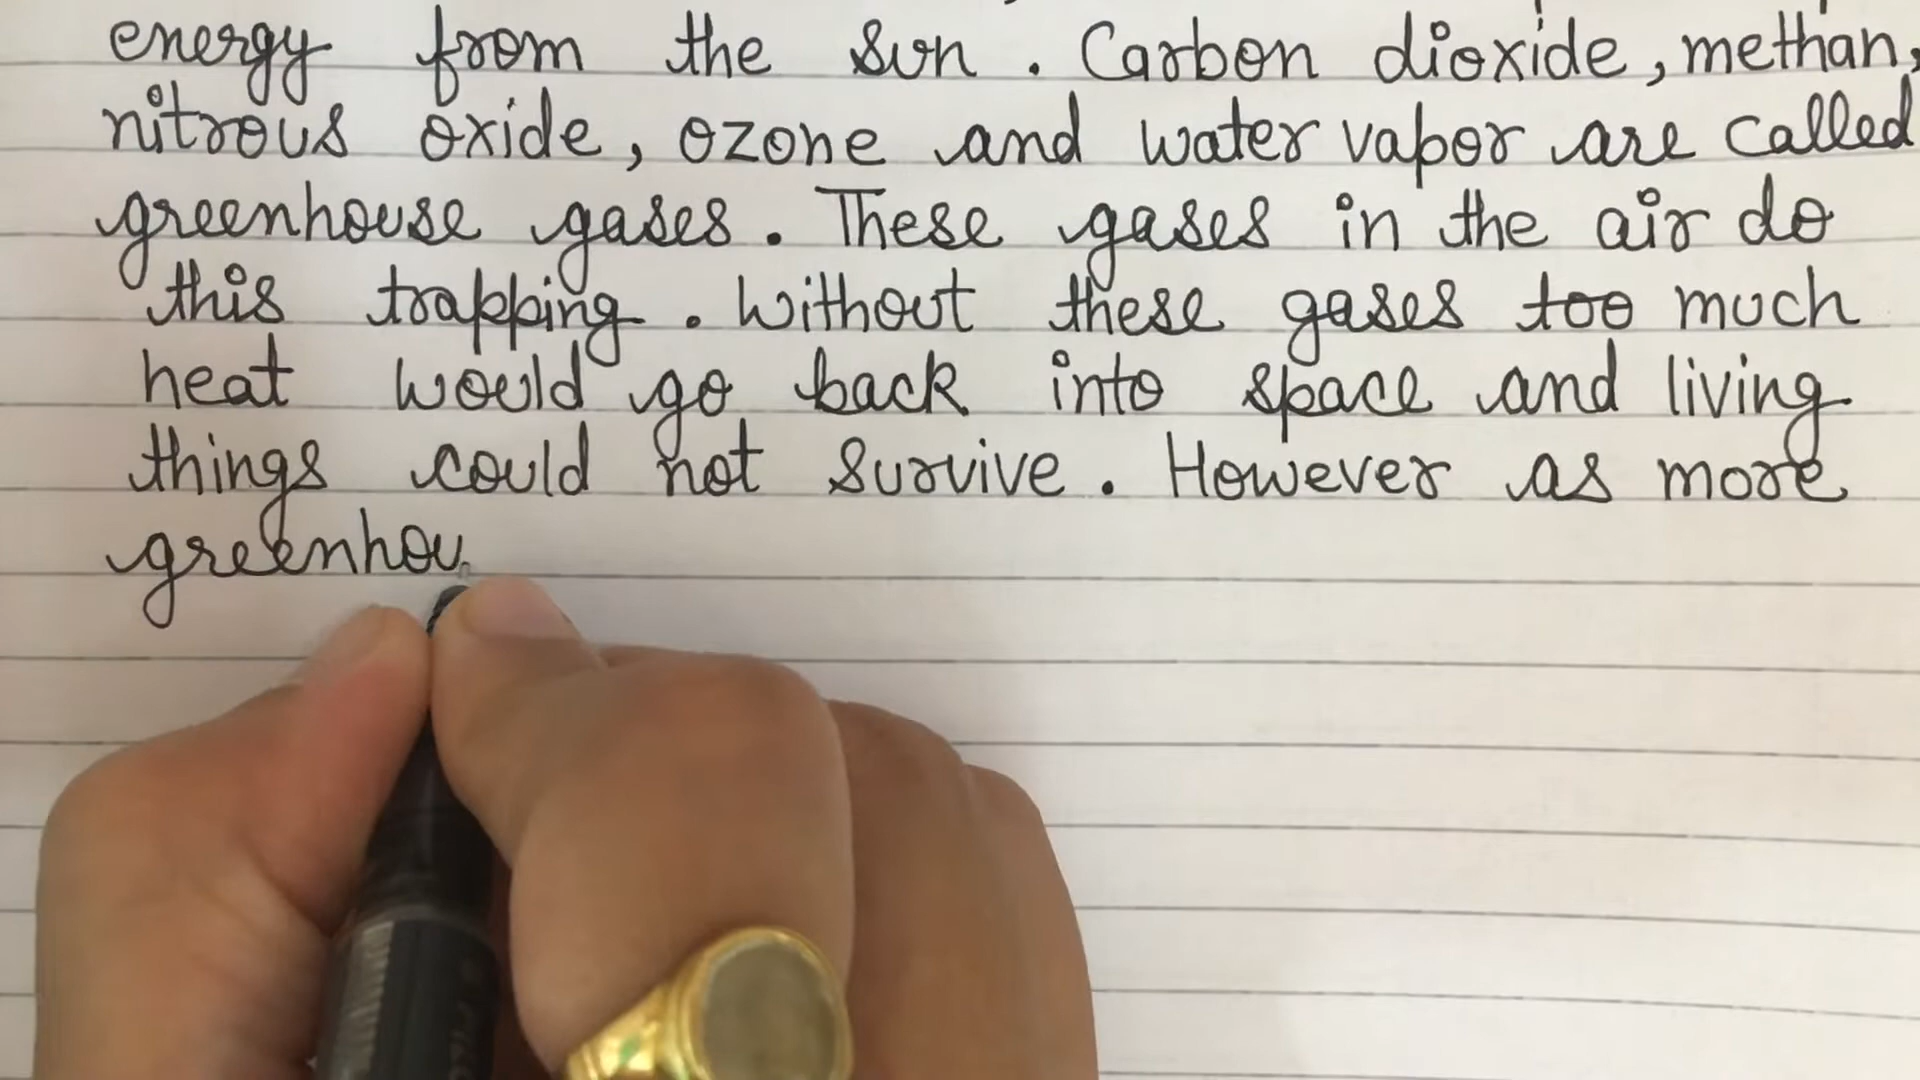 energy from the sun. Carbon dioxide, methan,
nitrous oxide, ozone and water vapor are called
greenhouse gases. These gases in the air do
this trapping. Without these gases too much
heat would go back into space and living
things could not survive. However as more
greenhou